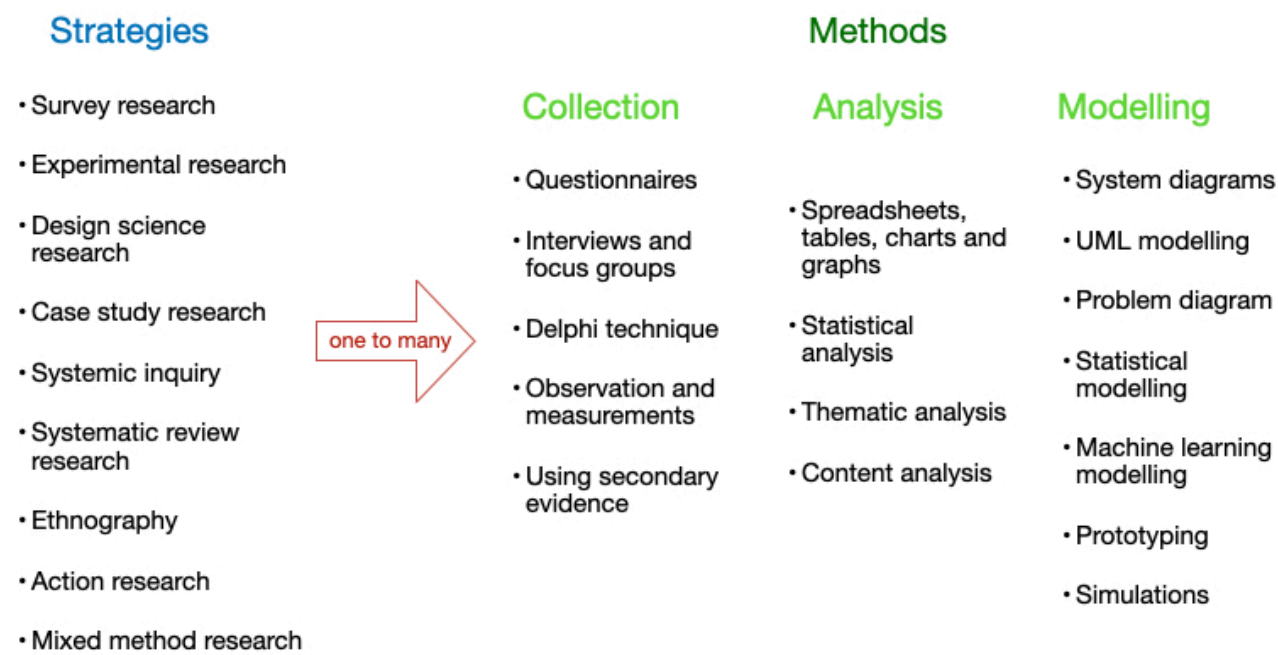 Strategies
• Survey research
• Experimental research
• Design science
research
• Case study research
• Systemic inquiry
• Systematic review
research
• Ethnography
• Action research
• Mixed method research
one to many
Methods
Collection
• Questionnaires
• Interviews and
focus groups
• Delphi technique
• Observation and
measurements
• Using secondary
evidence
Analysis
• Spreadsheets,
tables, charts and
graphs
• Statistical
analysis
• Thematic analysis
• Content analysis
Modelling
• System diagrams
• UML modelling
• Problem diagram
• Statistical
modelling
• Machine learning
modelling
• Prototyping
• Simulations